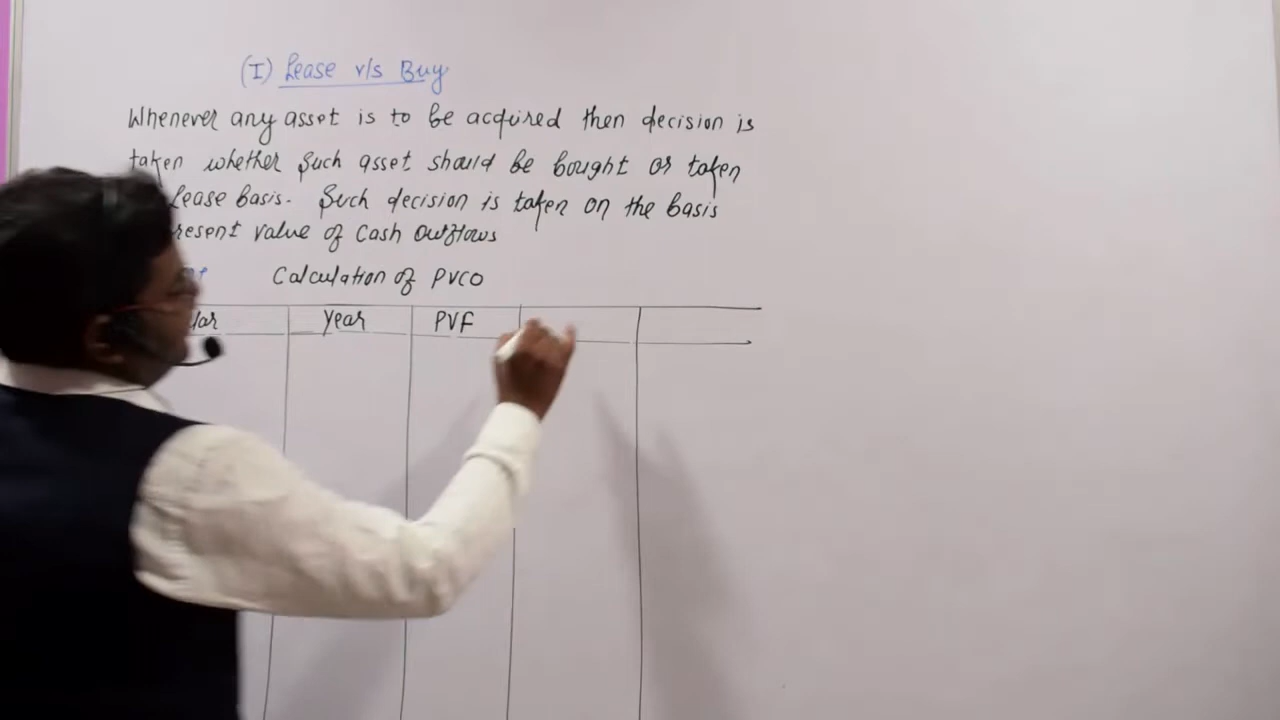 (I) Lease v/s Buy
Whenever any asset is to be acquired then decision is
taken whether such asset should be bought or taken
Lease Basis. Such decision is taken on the basis
resent value of Cash Outflows
Calculation of PVCO
lar Year PVF